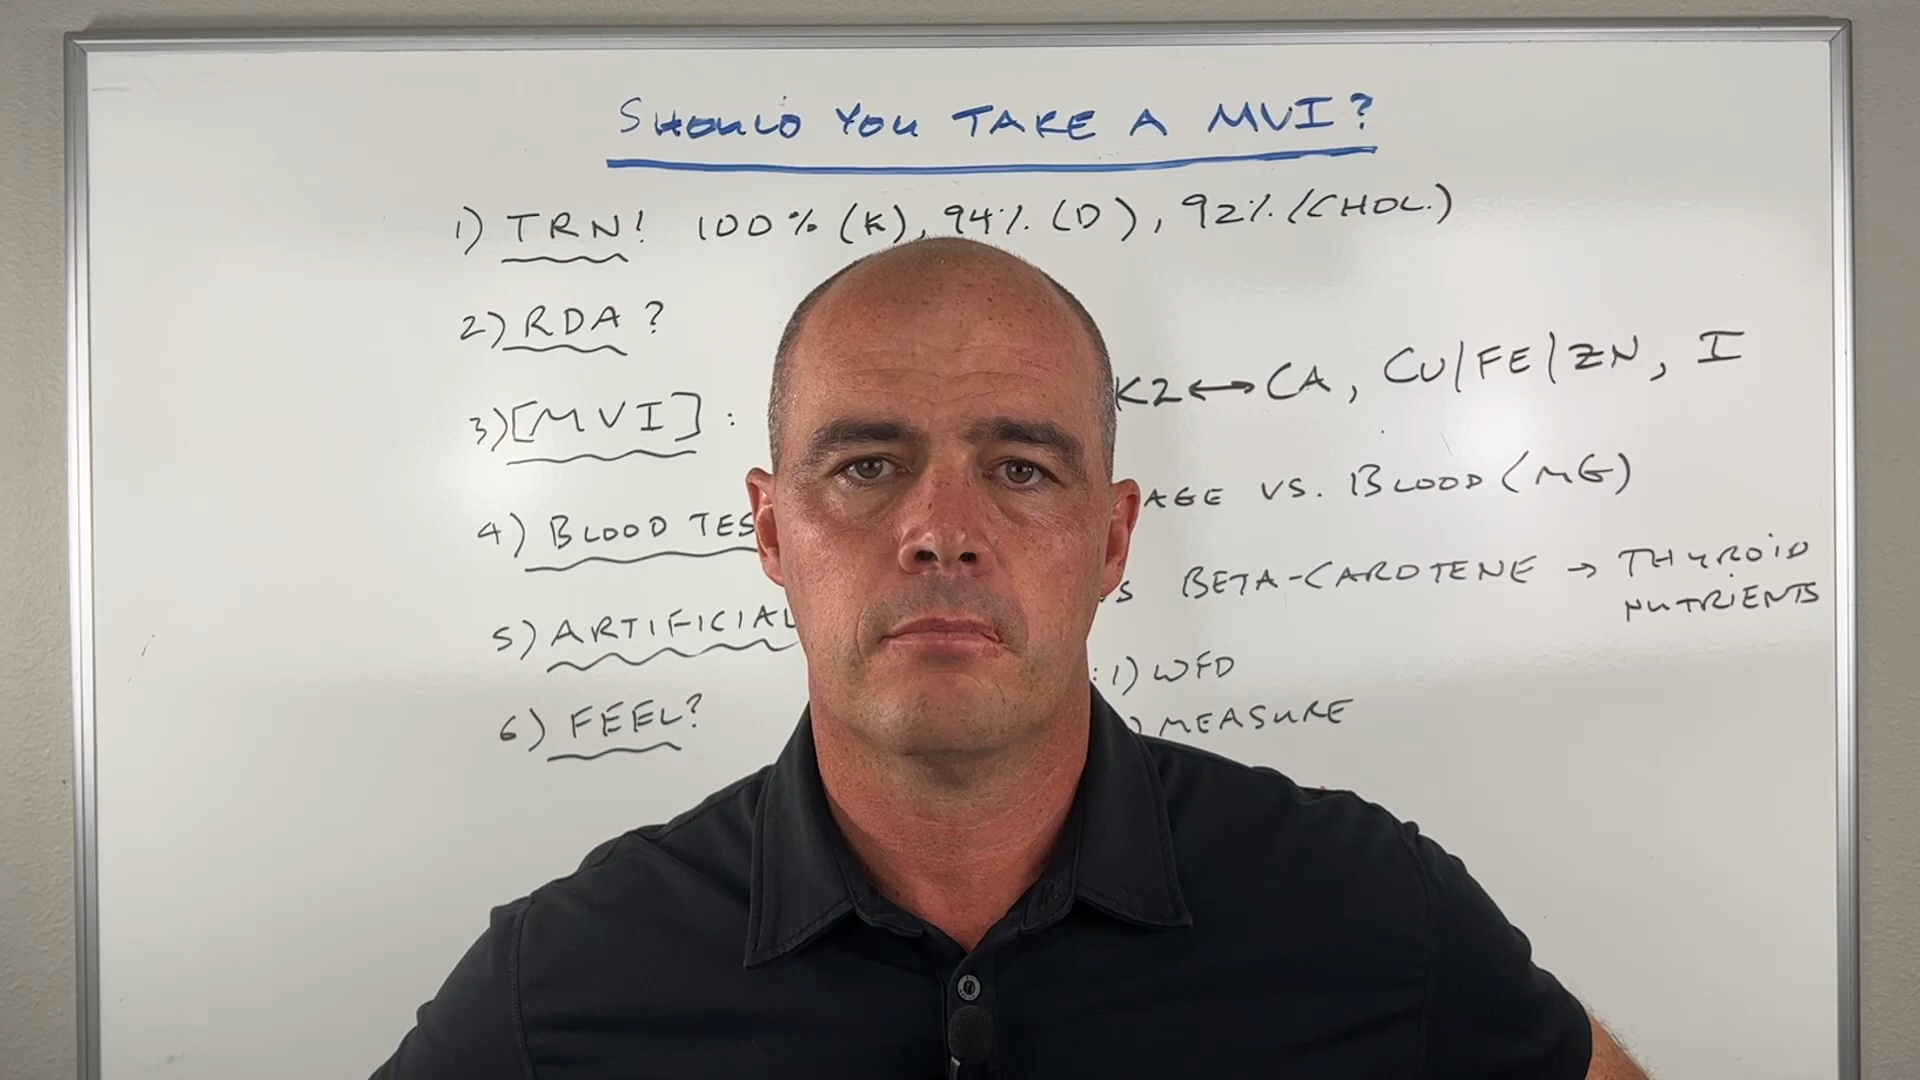 SHOULD YOU TAKE A MVI?
1) TRN! 100% (K), 94% (D), 92% (CHOL.)
2) RDA?
3) [MVI]: K2 ↔ CA, CU/FE/ZN, I
4) BLOOD TES AGE VS. BLOOD (MG)
5) ARTIFICIAL VS BETA-CAROTENE → THYROID
NUTRIENTS
: 1) WFD
6) FEEL? ) MEASURE